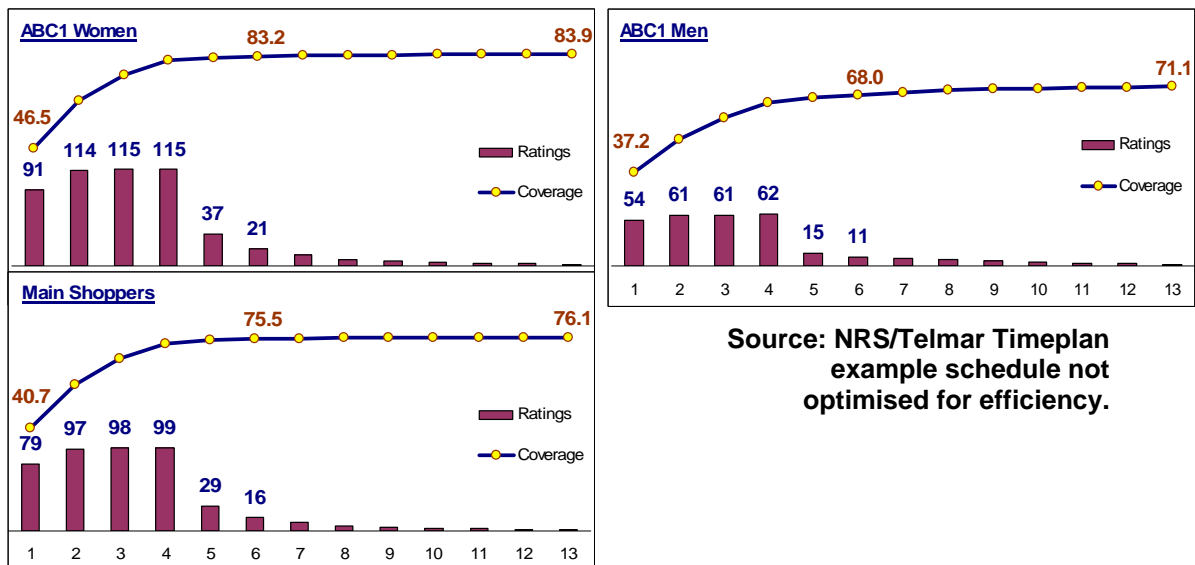 ABC1 Women
83.2
83.9
46.5
91
114
115
115
37
21
Ratings
Coverage
Main Shoppers
75.5
76.1
40.7
79
97
98
99
29
16
Ratings
Coverage
1 2 3 4 5 6 7 8 9 10 11 12 13
ABC1 Men
68.0
71.1
37.2
54
61
61
62
15
11
Ratings
Coverage
1 2 3 4 5 6 7 8 9 10 11 12 13
Source: NRS/Telmar Timeplan
example schedule not
optimised for efficiency.